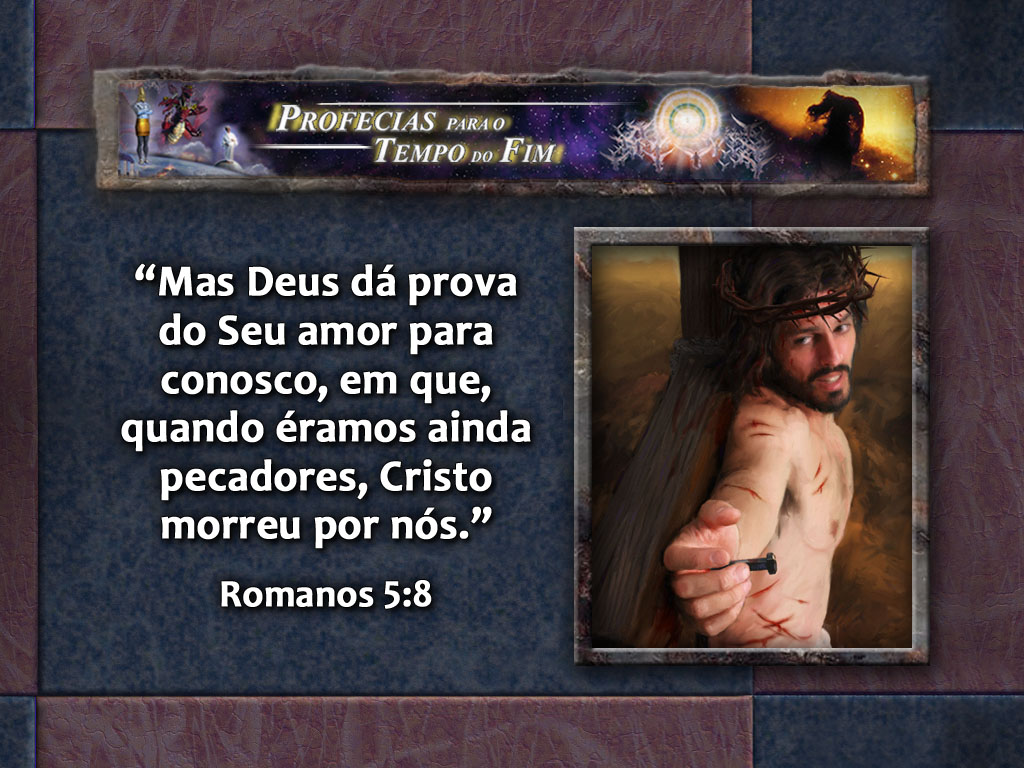 PROFECIAS PARA O
TEMPO DO FIM
“Mas Deus dá prova
do Seu amor para
conosco, em que,
quando éramos ainda
pecadores, Cristo
morreu por nós.”
Romanos 5:8